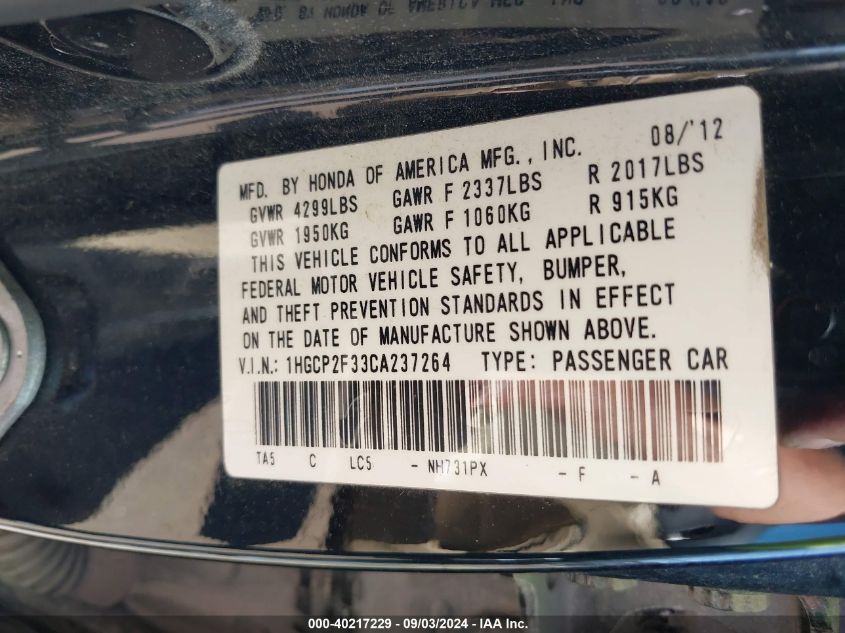 MFD. BY HONDA OF AMERICA MFG., INC. 08/'12
GVWR 4299LBS GAWR F 2337LBS R 2017LBS
GVWR 1950KG GAWR F 1060KG R 915KG
THIS VEHICLE CONFORMS TO ALL APPLICABLE
FEDERAL MOTOR VEHICLE SAFETY, BUMPER,
AND THEFT PREVENTION STANDARDS IN EFFECT
ON THE DATE OF MANUFACTURE SHOWN ABOVE.
V.I.N.: 1HGCP2F33CA237264 TYPE: PASSENGER CAR
TA5 C LC5 - NH731PX - F - A
000-40217229 - 09/03/2024 - IAA Inc.